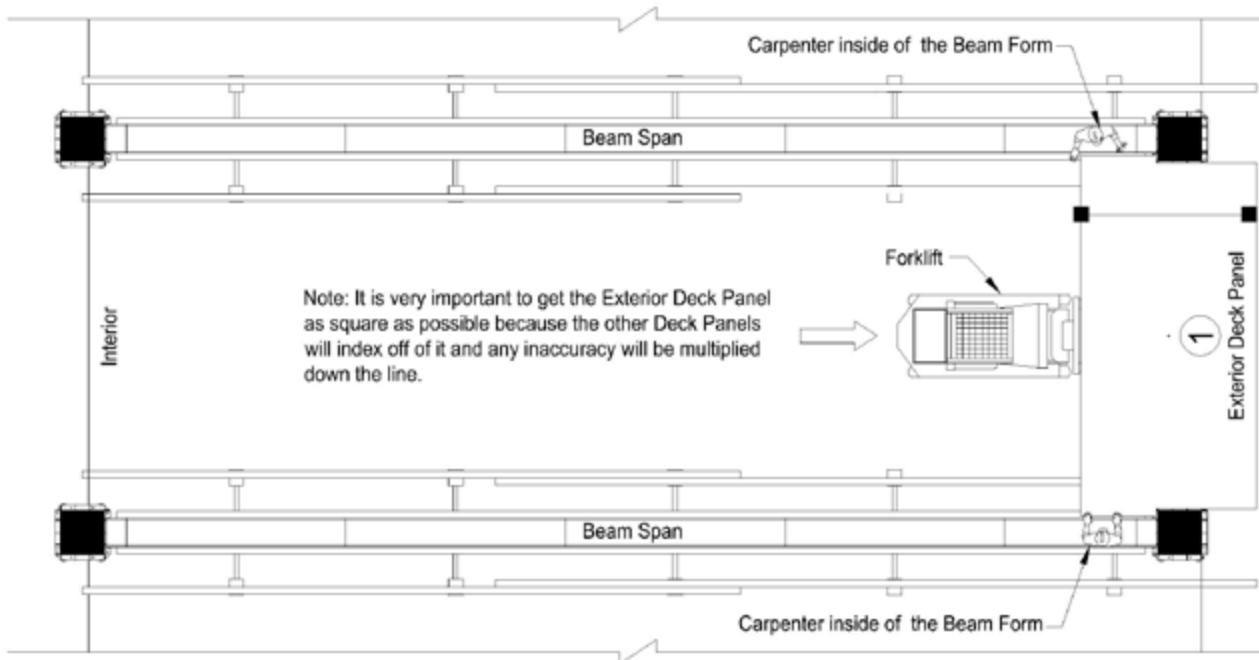 Carpenter inside of the Beam Form
Beam Span
Forklift
Interior
Note: It is very important to get the Exterior Deck Panel
as square as possible because the other Deck Panels
will index off of it and any inaccuracy will be multiplied
down the line.
1
Exterior Deck Panel
Beam Span
Carpenter inside of the Beam Form